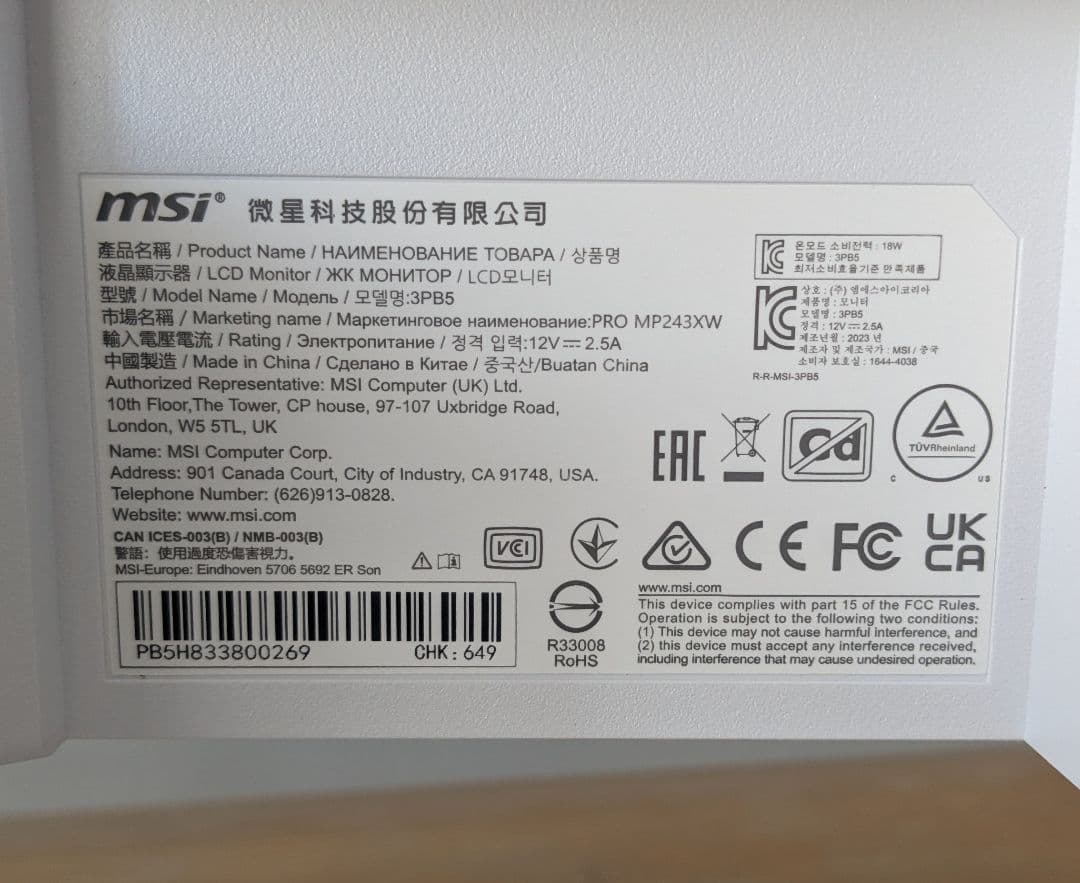 msi® 微星科技股份有限公司
產品名稱 / Product Name / НАИМЕНОВАНИЕ ТОВАРА / 상품명
液晶顯示器 / LCD Monitor / ЖК МОНИТОР / LCD모니터
型號 / Model Name / Модель / 모델명:3PB5
市場名稱 / Marketing name / Маркетинговое наименование:PRO MP243XW
輸入電壓電流 / Rating / Электропитание / 정격 입력:12V⎓2.5A
中國製造 / Made in China / Сделано в Китае / 중국산/Buatan China
Authorized Representative: MSI Computer (UK) Ltd.
10th Floor,The Tower, CP house, 97-107 Uxbridge Road,
London, W5 5TL, UK
Name: MSI Computer Corp.
Address: 901 Canada Court, City of Industry, CA 91748, USA.
Telephone Number: (626)913-0828.
Website: www.msi.com
CAN ICES-003(B) / NMB-003(B)
警語: 使用過度恐傷害視力。
MSI-Europe: Eindhoven 5706 5692 ER Son
PB5H833800269 CHK: 649
온모드 소비전력 : 18W
모델명 : 3PB5
최저소비효율기준 만족제품
상호 : (주) 엠에스아이코리아
제품명 : 모니터
모델명 : 3PB5
정격 : 12V⎓2.5A
제조년월 : 2023 년
제조자 및 제조국가 : MSI / 중국
소비자 보호실 : 1644-4038
R-R-MSI-3PB5
EAC
Cd
TÜVRheinland
C US
VCI
CE FC UK CA
R33008
RoHS
www.msi.com
This device complies with part 15 of the FCC Rules.
Operation is subject to the following two conditions:
(1) This device may not cause harmful interference, and
(2) this device must accept any interference received,
including interference that may cause undesired operation.